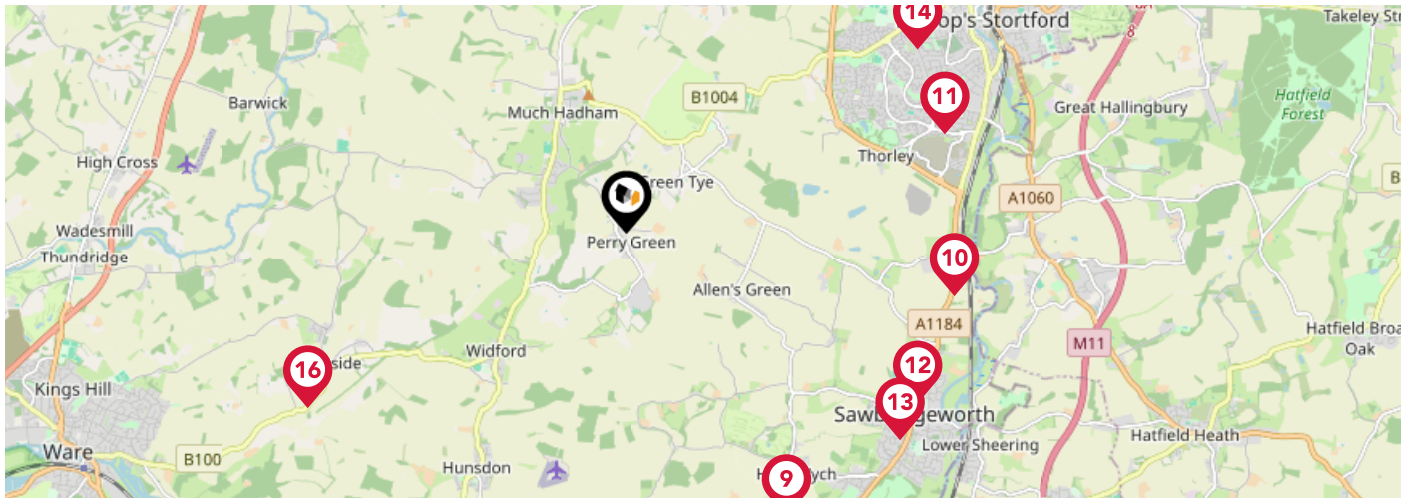 14
op's Stortford
Takeley Str
Hatfield
Forest
B1004
11
Barwick
Much Hadham
Great Hallingbury
High Cross
Thorley
Green Tye
B
A1060
Wadesmill
Thundridge
Perry Green
10
Allen's Green
A1184
M11
Hatfield Broa
Oak
Widford
side
16
12
Kings Hill
13
Sawb geworth
Lower Sheering
Hatfield Heath
Ware
B100
Hunsdon
H ych
9